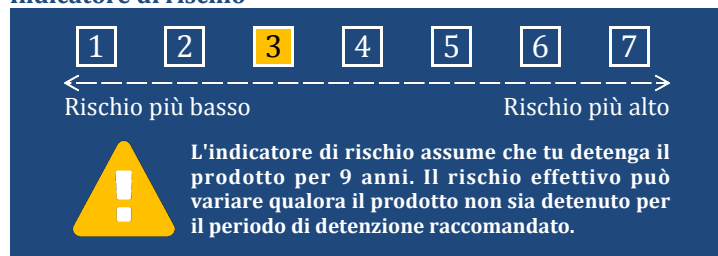 Indicatore di rischio
1 2 3 4 5 6 7
Rischio più basso Rischio più alto
L'indicatore di rischio assume che tu detenga il
prodotto per 9 anni. Il rischio effettivo può
variare qualora il prodotto non sia detenuto per
il periodo di detenzione raccomandato.